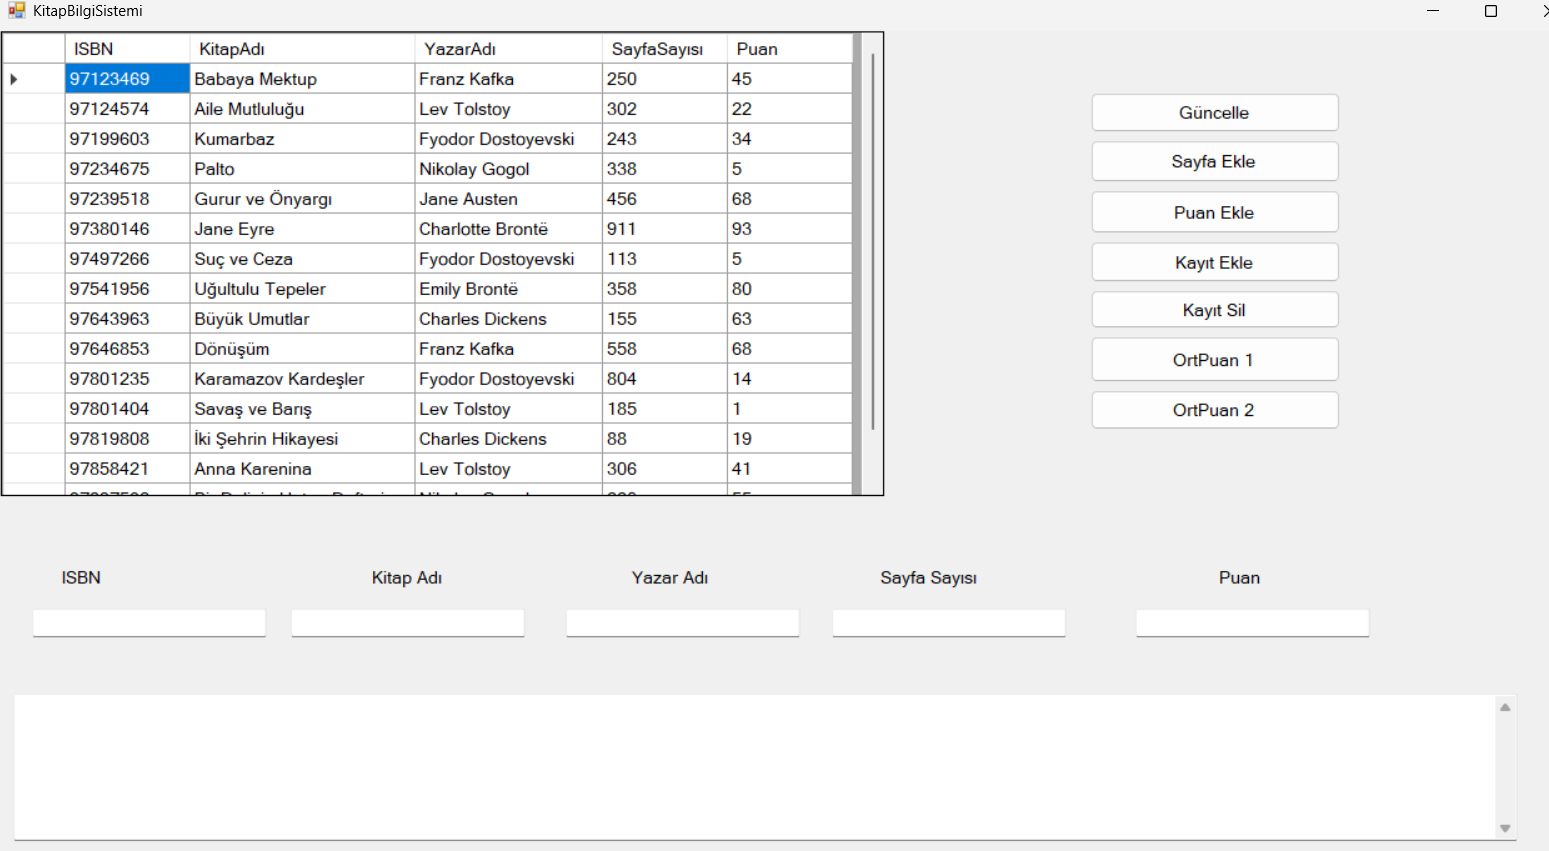 KitapBilgiSistemi
ISBN KitapAdı YazarAdı SayfaSayısı Puan
97123469 Babaya Mektup Franz Kafka 250 45
97124574 Aile Mutluluğu Lev Tolstoy 302 22
97199603 Kumarbaz Fyodor Dostoyevski 243 34
97234675 Palto Nikolay Gogol 338 5
97239518 Gurur ve Önyargı Jane Austen 456 68
97380146 Jane Eyre Charlotte Brontë 911 93
97497266 Suç ve Ceza Fyodor Dostoyevski 113 5
97541956 Uğultulu Tepeler Emily Brontë 358 80
97643963 Büyük Umutlar Charles Dickens 155 63
97646853 Dönüşüm Franz Kafka 558 68
97801235 Karamazov Kardeşler Fyodor Dostoyevski 804 14
97801404 Savaş ve Barış Lev Tolstoy 185 1
97819808 İki Şehrin Hikayesi Charles Dickens 88 19
97858421 Anna Karenina Lev Tolstoy 306 41
Güncelle
Sayfa Ekle
Puan Ekle
Kayıt Ekle
Kayıt Sil
OrtPuan 1
OrtPuan 2
ISBN Kitap Adı Yazar Adı Sayfa Sayısı Puan